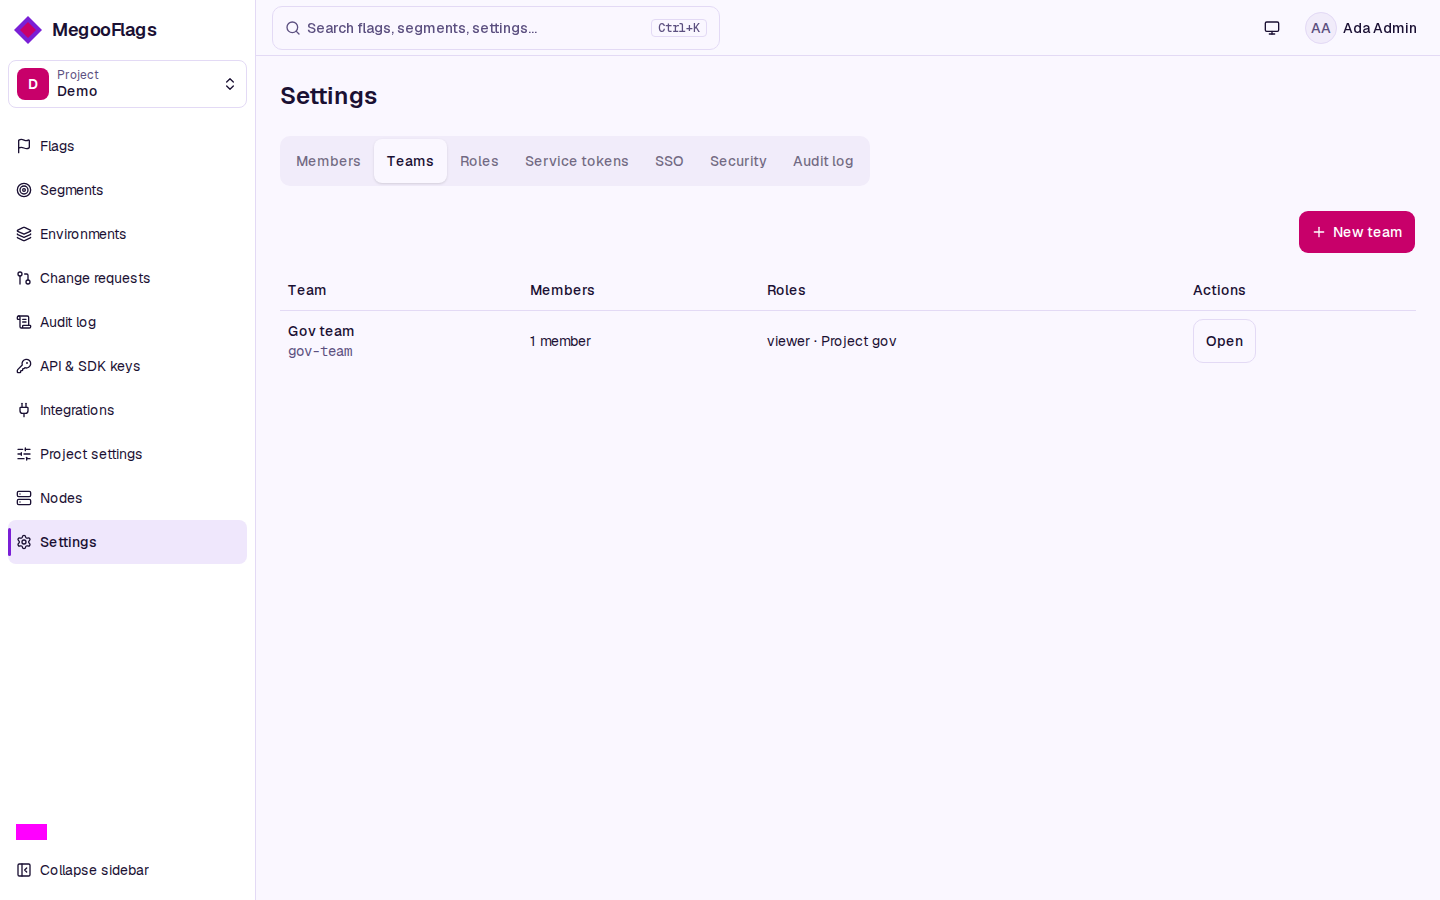 MegooFlags
Search flags, segments, settings...
Ctrl+K
AA
Ada Admin
D
Project
Demo
Flags
Segments
Environments
Change requests
Audit log
API & SDK keys
Integrations
Project settings
Nodes
Settings
Collapse sidebar
Settings
Members
Teams
Roles
Service tokens
SSO
Security
Audit log
New team
Team
Members
Roles
Actions
Gov team
gov-team
1 member
viewer · Project gov
Open